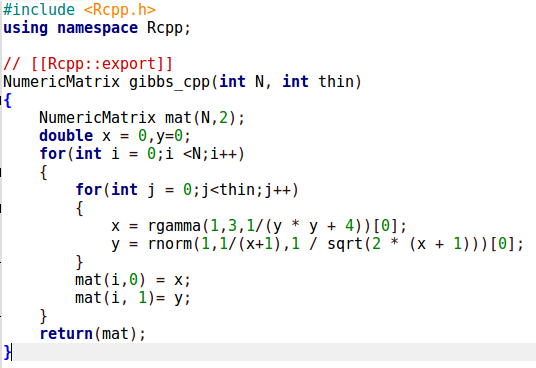 #include <Rcpp.h>
using namespace Rcpp;

// [[Rcpp::export]]
NumericMatrix gibbs_cpp(int N, int thin)
{
    NumericMatrix mat(N,2);
    double x = 0,y=0;
    for(int i = 0;i <N;i++)
    {
        for(int j = 0;j<thin;j++)
        {
            x = rgamma(1,3,1/(y * y + 4))[0];
            y = rnorm(1,1/(x+1),1 / sqrt(2 * (x + 1)))[0];
        }
        mat(i,0) = x;
        mat(i, 1)= y;
    }
    return(mat);
}